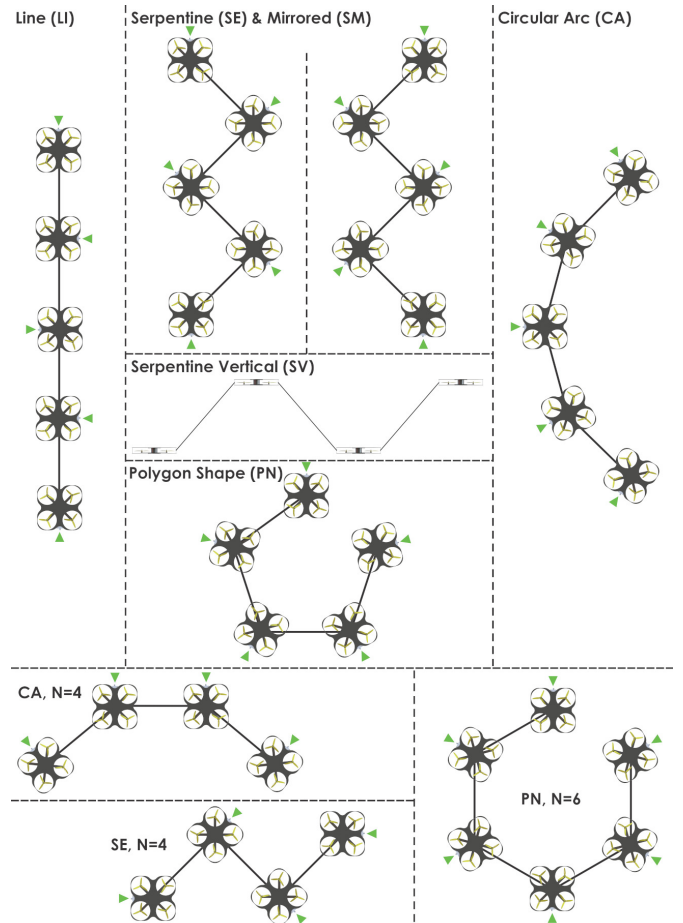 Line (LI)
Serpentine (SE) & Mirrored (SM)
Circular Arc (CA)
Serpentine Vertical (SV)
Polygon Shape (PN)
CA, N=4
PN, N=6
SE, N=4